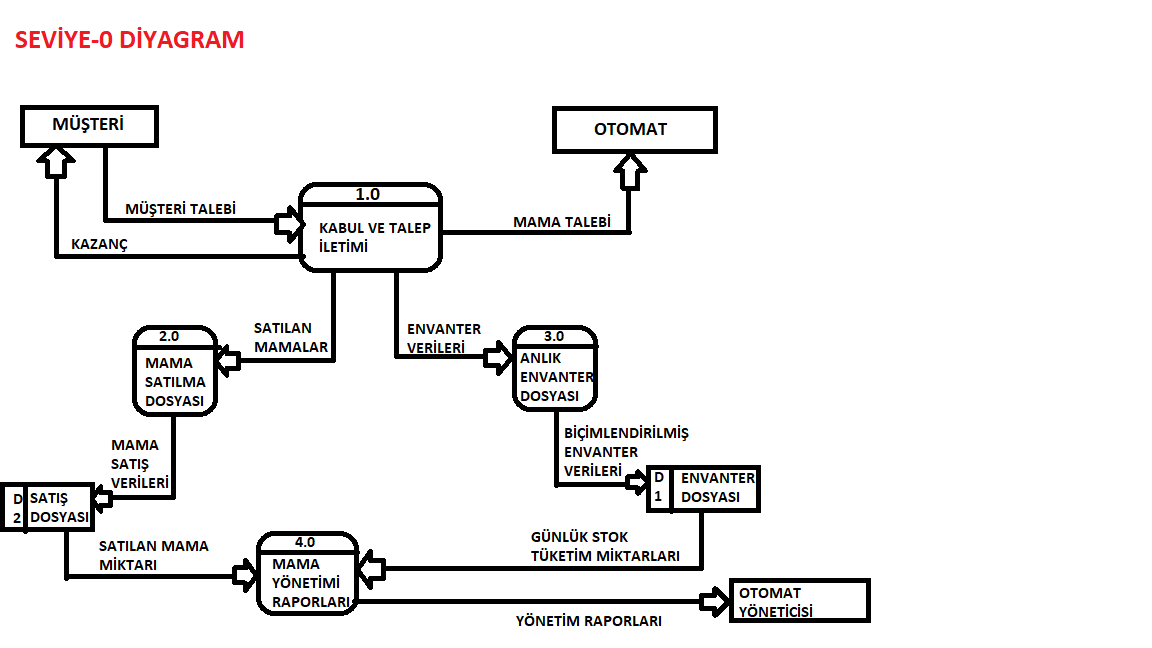 SEVİYE-0 DİYAGRAM
MÜŞTERİ
OTOMAT
1.0
KABUL VE TALEP
İLETİMİ
MÜŞTERİ TALEBİ
MAMA TALEBİ
KAZANÇ
SATILAN
MAMALAR
ENVANTER
VERİLERİ
2.0
MAMA
SATILMA
DOSYASI
3.0
ANLIK
ENVANTER
DOSYASI
MAMA
SATIŞ
VERİLERİ
BİÇİMLENDİRİLMİŞ
ENVANTER
VERİLERİ
D
2
SATIŞ
DOSYASI
D
1
ENVANTER
DOSYASI
SATILAN MAMA
MİKTARI
4.0
MAMA
YÖNETİMİ
RAPORLARI
GÜNLÜK STOK
TÜKETİM MİKTARLARI
YÖNETİM RAPORLARI
OTOMAT
YÖNETİCİSİ